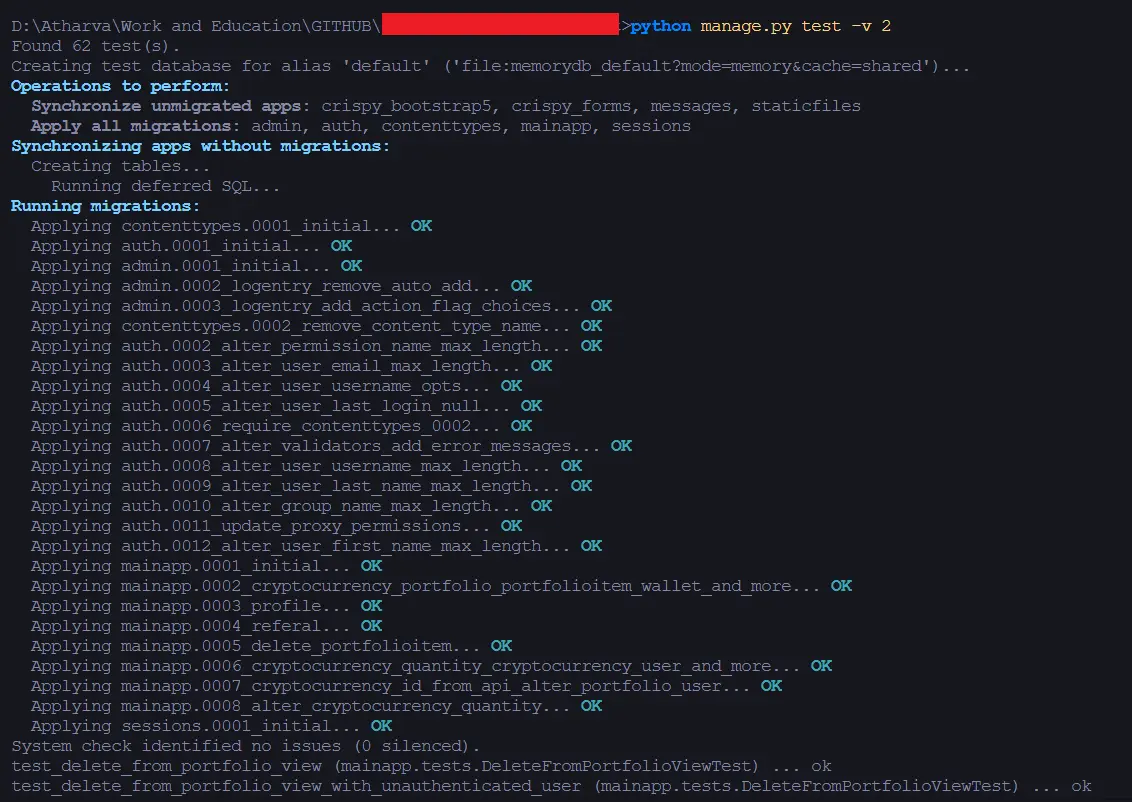 D:\Atharva\Work and Education\GITHUB\ >python manage.py test -v 2
Found 62 test(s).
Creating test database for alias 'default' ('file:memorydb_default?mode=memory&cache=shared')...
Operations to perform:
  Synchronize unmigrated apps: crispy_bootstrap5, crispy_forms, messages, staticfiles
  Apply all migrations: admin, auth, contenttypes, mainapp, sessions
Synchronizing apps without migrations:
  Creating tables...
    Running deferred SQL...
Running migrations:
  Applying contenttypes.0001_initial... OK
  Applying auth.0001_initial... OK
  Applying admin.0001_initial... OK
  Applying admin.0002_logentry_remove_auto_add... OK
  Applying admin.0003_logentry_add_action_flag_choices... OK
  Applying contenttypes.0002_remove_content_type_name... OK
  Applying auth.0002_alter_permission_name_max_length... OK
  Applying auth.0003_alter_user_email_max_length... OK
  Applying auth.0004_alter_user_username_opts... OK
  Applying auth.0005_alter_user_last_login_null... OK
  Applying auth.0006_require_contenttypes_0002... OK
  Applying auth.0007_alter_validators_add_error_messages... OK
  Applying auth.0008_alter_user_username_max_length... OK
  Applying auth.0009_alter_user_last_name_max_length... OK
  Applying auth.0010_alter_group_name_max_length... OK
  Applying auth.0011_update_proxy_permissions... OK
  Applying auth.0012_alter_user_first_name_max_length... OK
  Applying mainapp.0001_initial... OK
  Applying mainapp.0002_cryptocurrency_portfolio_portfolioitem_wallet_and_more... OK
  Applying mainapp.0003_profile... OK
  Applying mainapp.0004_referal... OK
  Applying mainapp.0005_delete_portfolioitem... OK
  Applying mainapp.0006_cryptocurrency_quantity_cryptocurrency_user_and_more... OK
  Applying mainapp.0007_cryptocurrency_id_from_api_alter_portfolio_user... OK
  Applying mainapp.0008_alter_cryptocurrency_quantity... OK
  Applying sessions.0001_initial... OK
System check identified no issues (0 silenced).
test_delete_from_portfolio_view (mainapp.tests.DeleteFromPortfolioViewTest) ... ok
test_delete_from_portfolio_view_with_unauthenticated_user (mainapp.tests.DeleteFromPortfolioViewTest) ... ok